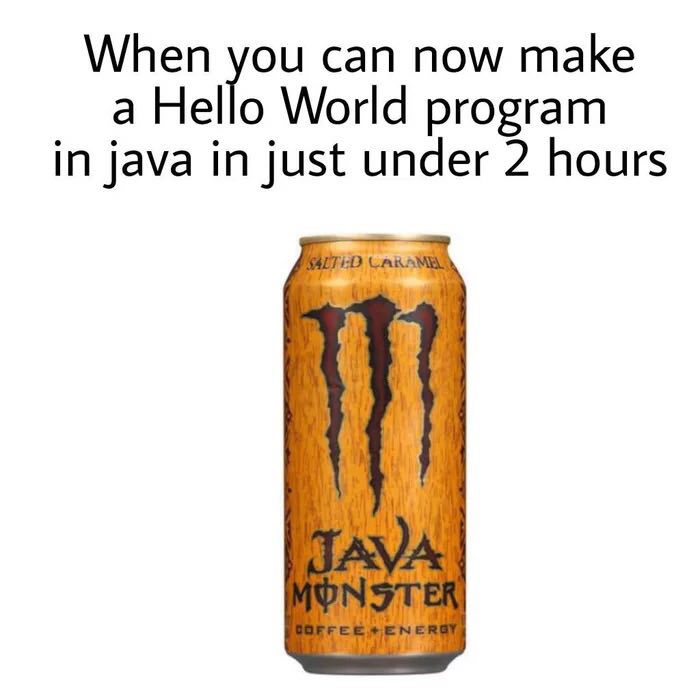 When you can now make
a Hello World program
in java in just under 2 hours
SALTED CARAMEL
JAVA
MONSTER
COFFEE + ENERGY